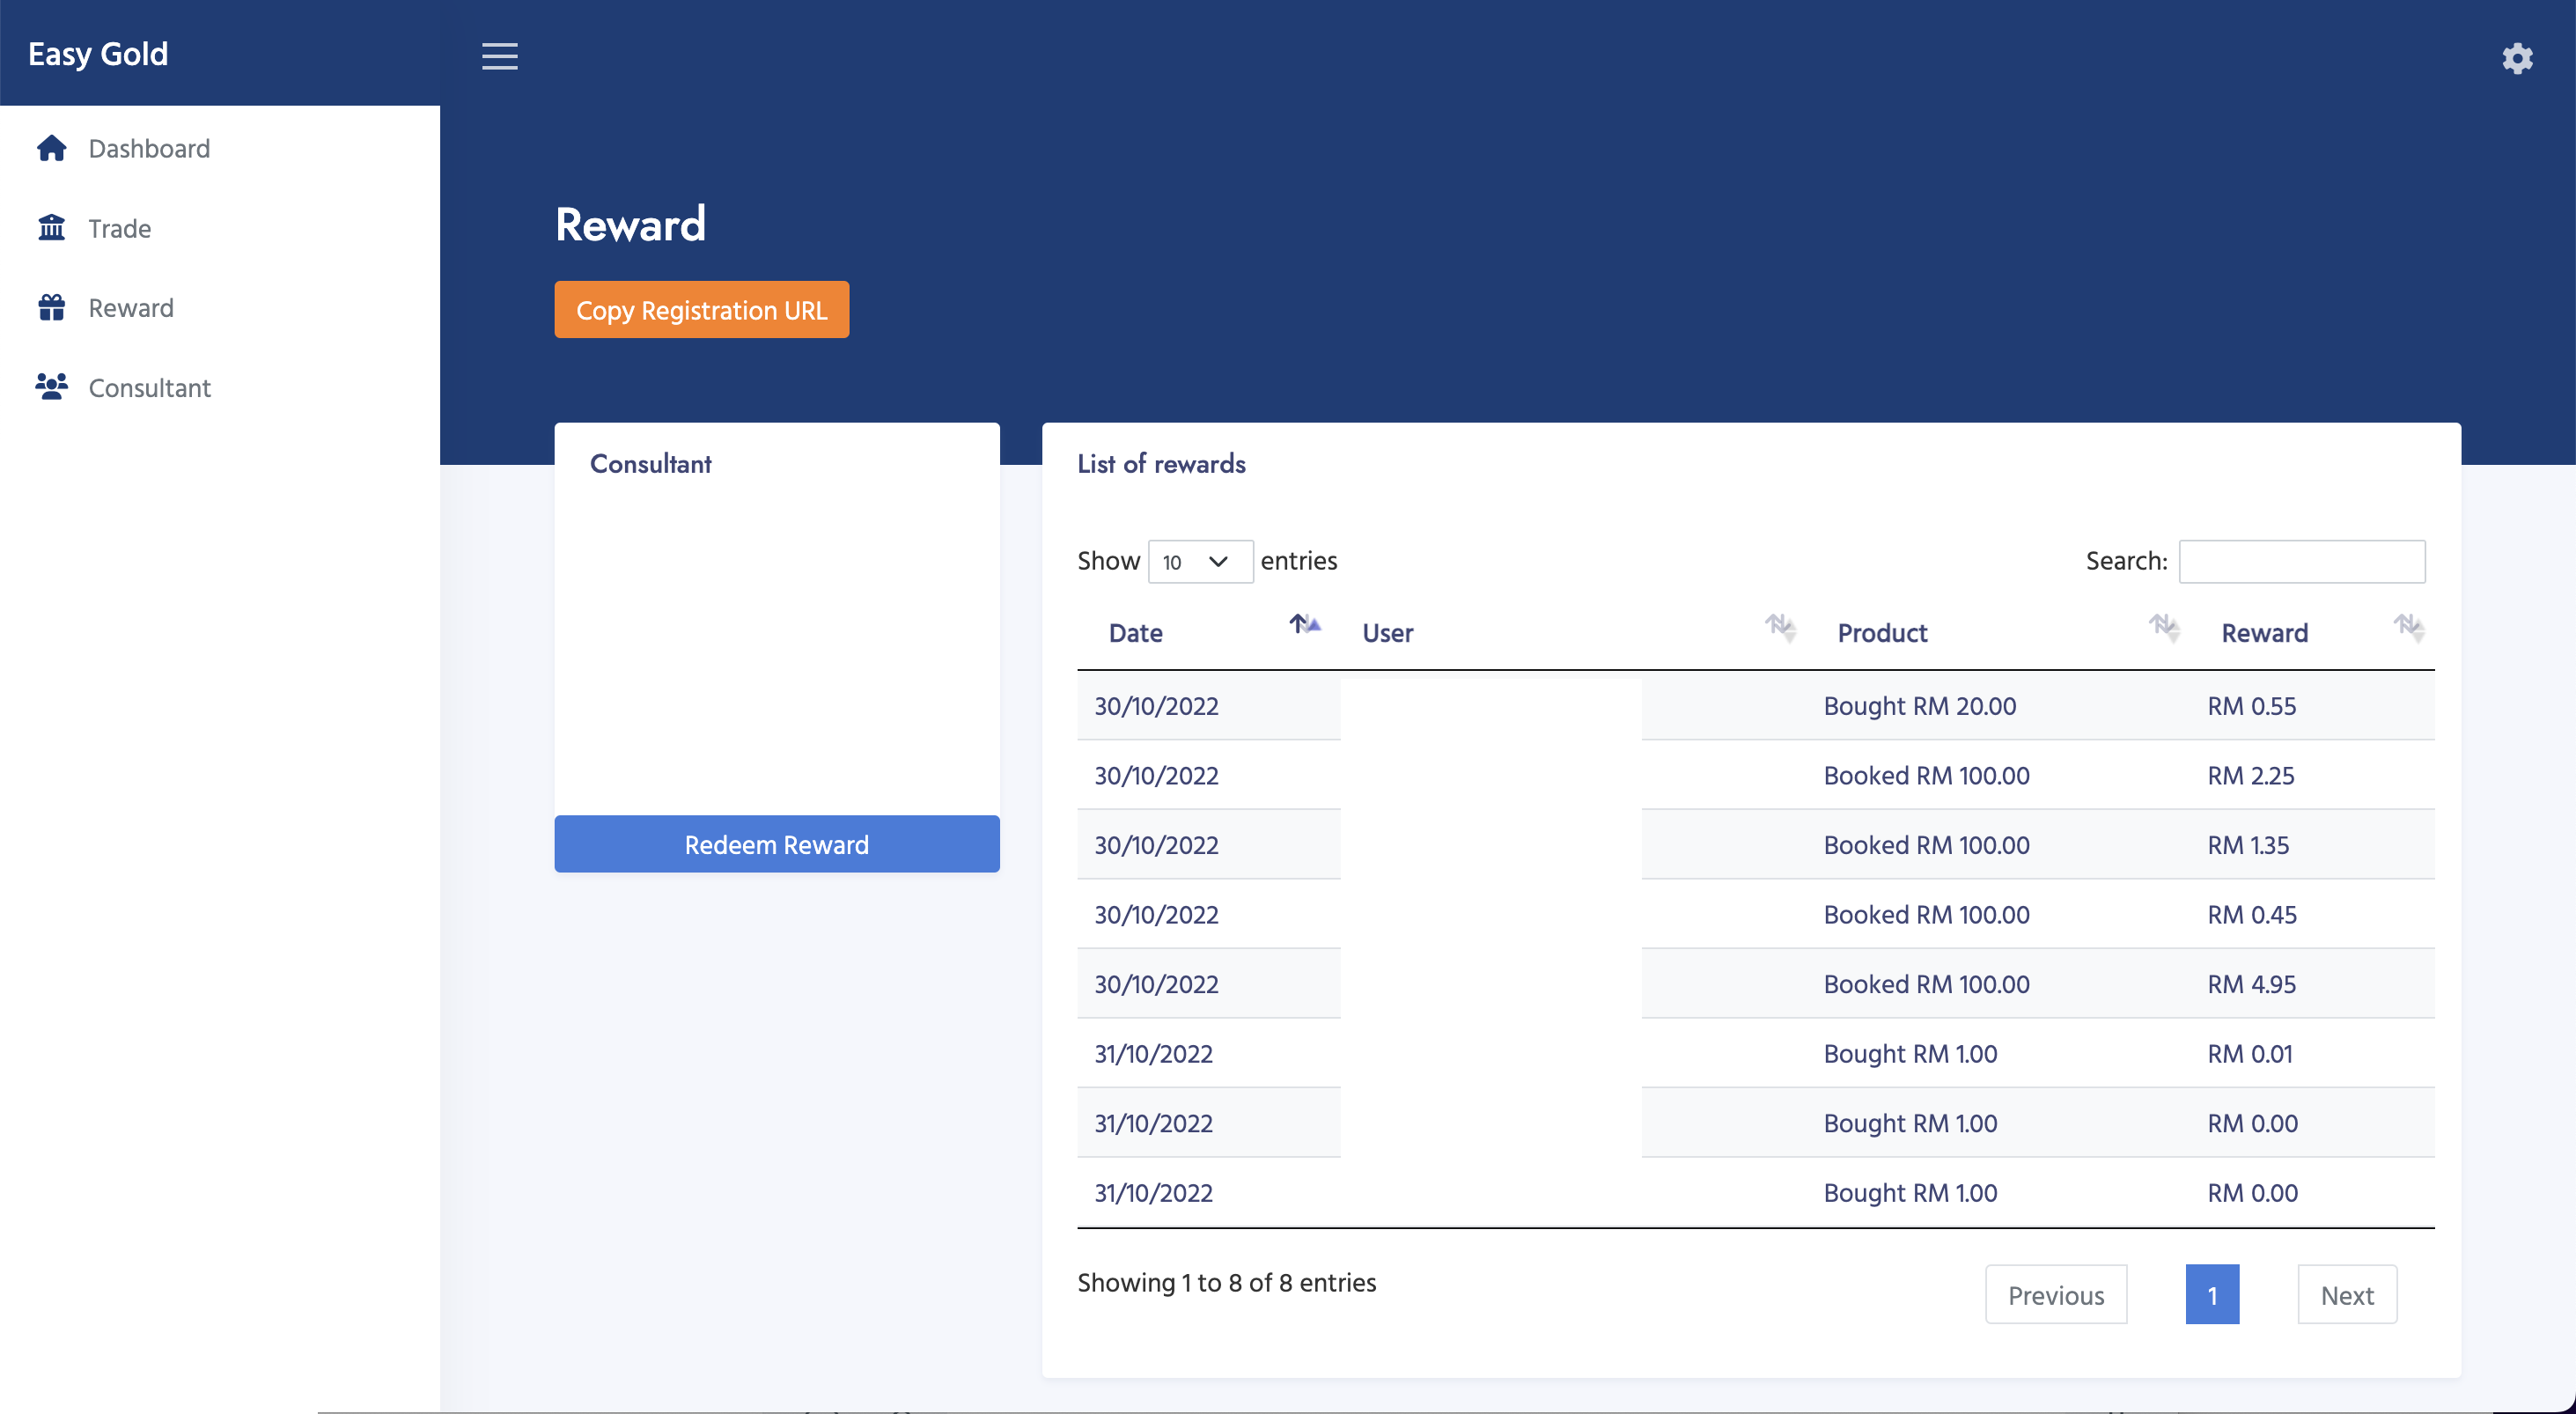 Easy Gold
Dashboard
Trade
Reward
Consultant
Reward
Copy Registration URL
Consultant
Redeem Reward
List of rewards
Show 10 entries Search:
Date User Product Reward
30/10/2022 Bought RM 20.00 RM 0.55
30/10/2022 Booked RM 100.00 RM 2.25
30/10/2022 Booked RM 100.00 RM 1.35
30/10/2022 Booked RM 100.00 RM 0.45
30/10/2022 Booked RM 100.00 RM 4.95
31/10/2022 Bought RM 1.00 RM 0.01
31/10/2022 Bought RM 1.00 RM 0.00
31/10/2022 Bought RM 1.00 RM 0.00
Showing 1 to 8 of 8 entries Previous 1 Next